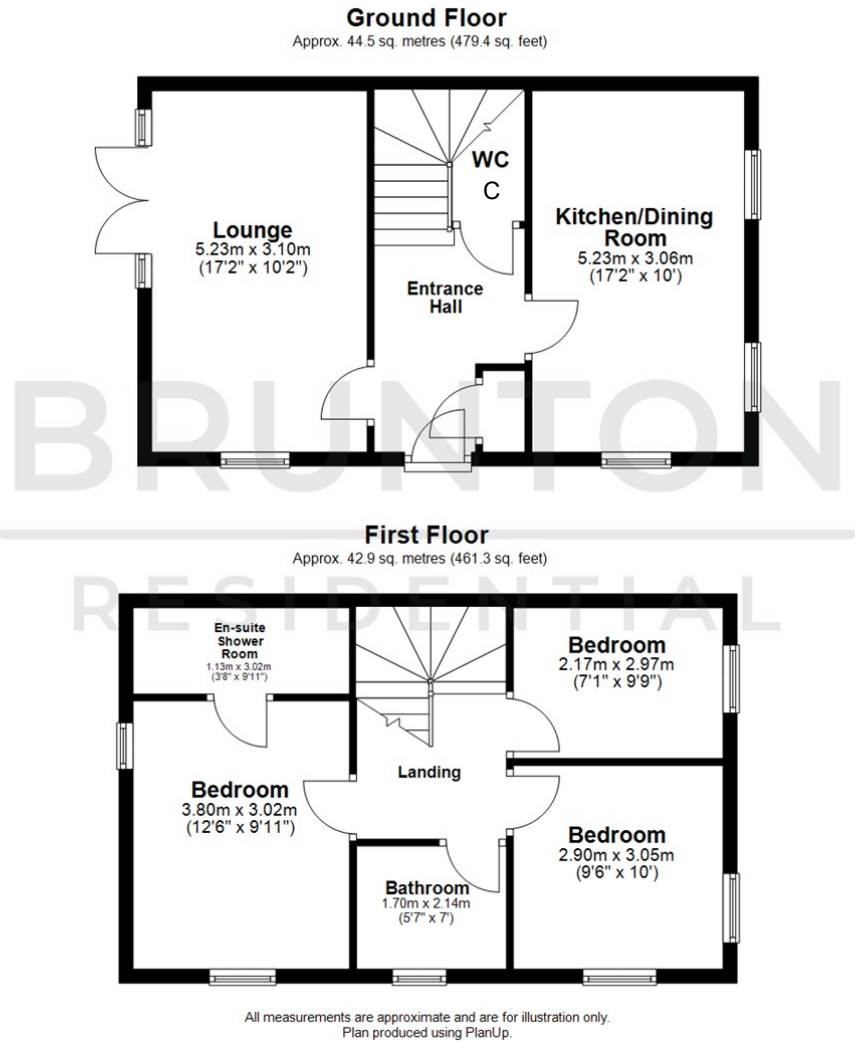 Ground Floor
Approx. 44.5 sq. metres (479.4 sq. feet)
WC
C
Lounge
5.23m x 3.10m
(17'2" x 10'2")
Kitchen/Dining
Room
5.23m x 3.06m
(17'2" x 10')
Entrance
Hall
BRUNTON
First Floor
Approx. 42.9 sq. metres (461.3 sq. feet)
RESIDENTIAL
En-suite
Shower
Room
1.13m x 3.02m
(3'8" x 9'11")
Bedroom
2.17m x 2.97m
(7'1" x 9'9")
Bedroom
3.80m x 3.02m
(12'6" x 9'11")
Landing
Bedroom
2.90m x 3.05m
(9'6" x 10')
Bathroom
1.70m x 2.14m
(5'7" x 7')
All measurements are approximate and are for illustration only.
Plan produced using PlanUp.